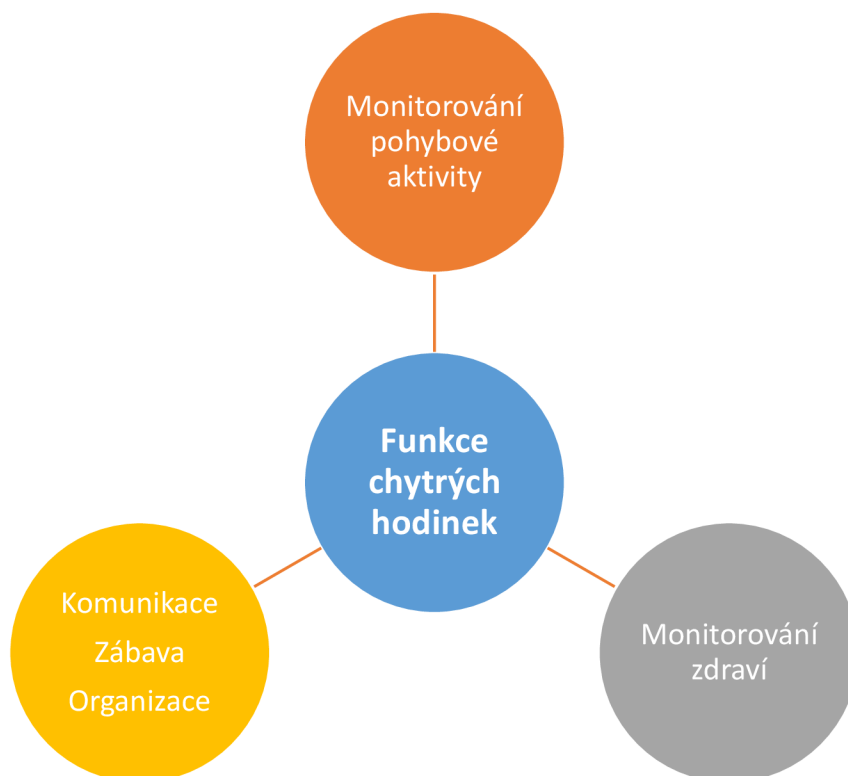 Monitorování
pohybové
aktivity
Funkce
chytrých
hodinek
Komunikace
Zábava
Organizace
Monitorování
zdraví